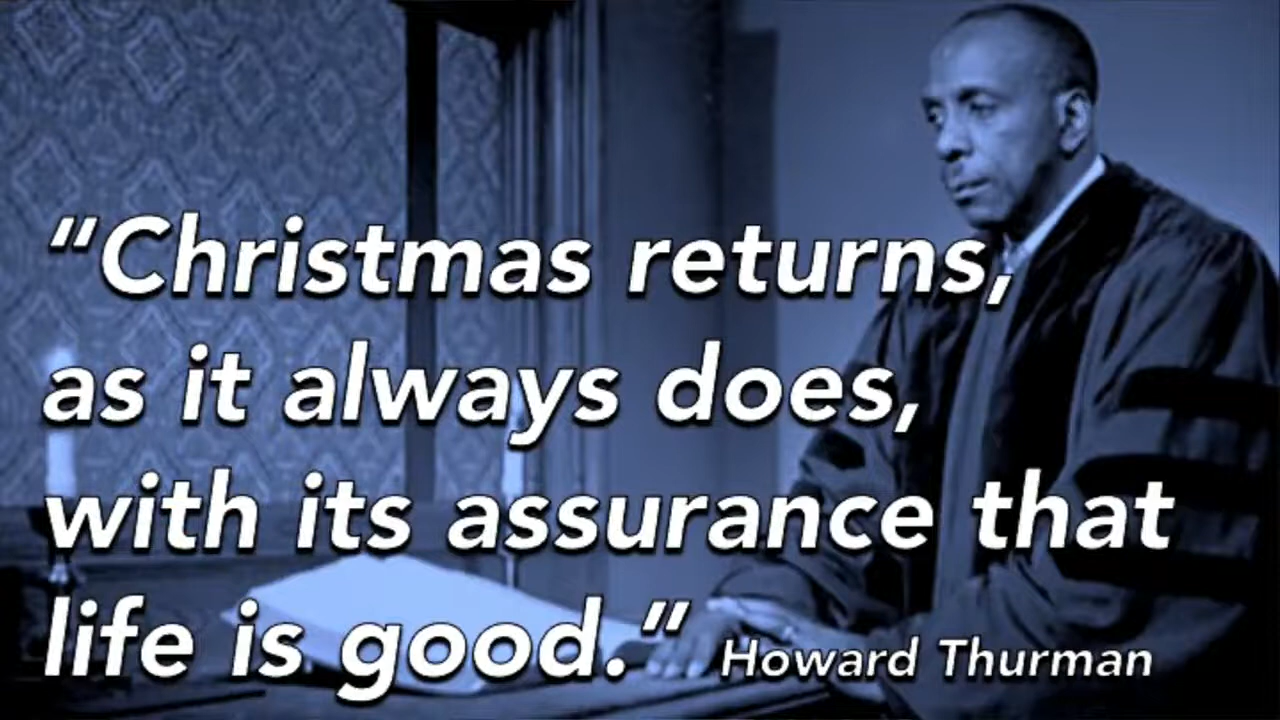 “Christmas returns,
as it always does,
with its assurance that
life is good.” Howard Thurman